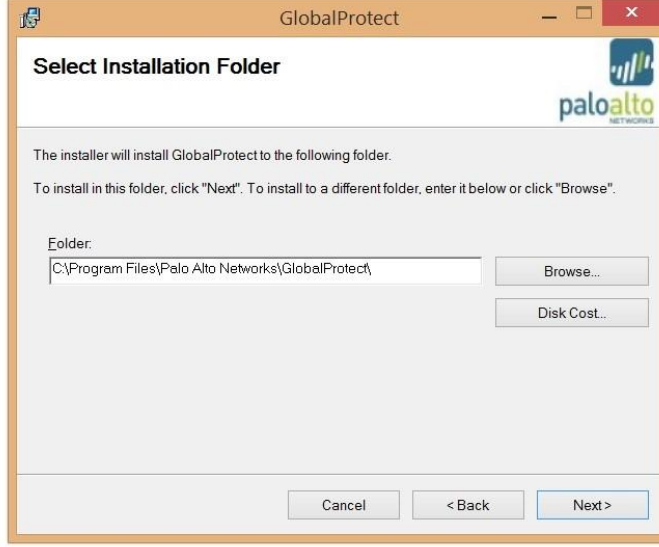 GlobalProtect
Select Installation Folder
paloalto
NETWORKS
The installer will install GlobalProtect to the following folder.
To install in this folder, click "Next". To install to a different folder, enter it below or click "Browse".
Folder:
C:\Program Files\Palo Alto Networks\GlobalProtect\
Browse...
Disk Cost...
Cancel
< Back
Next >